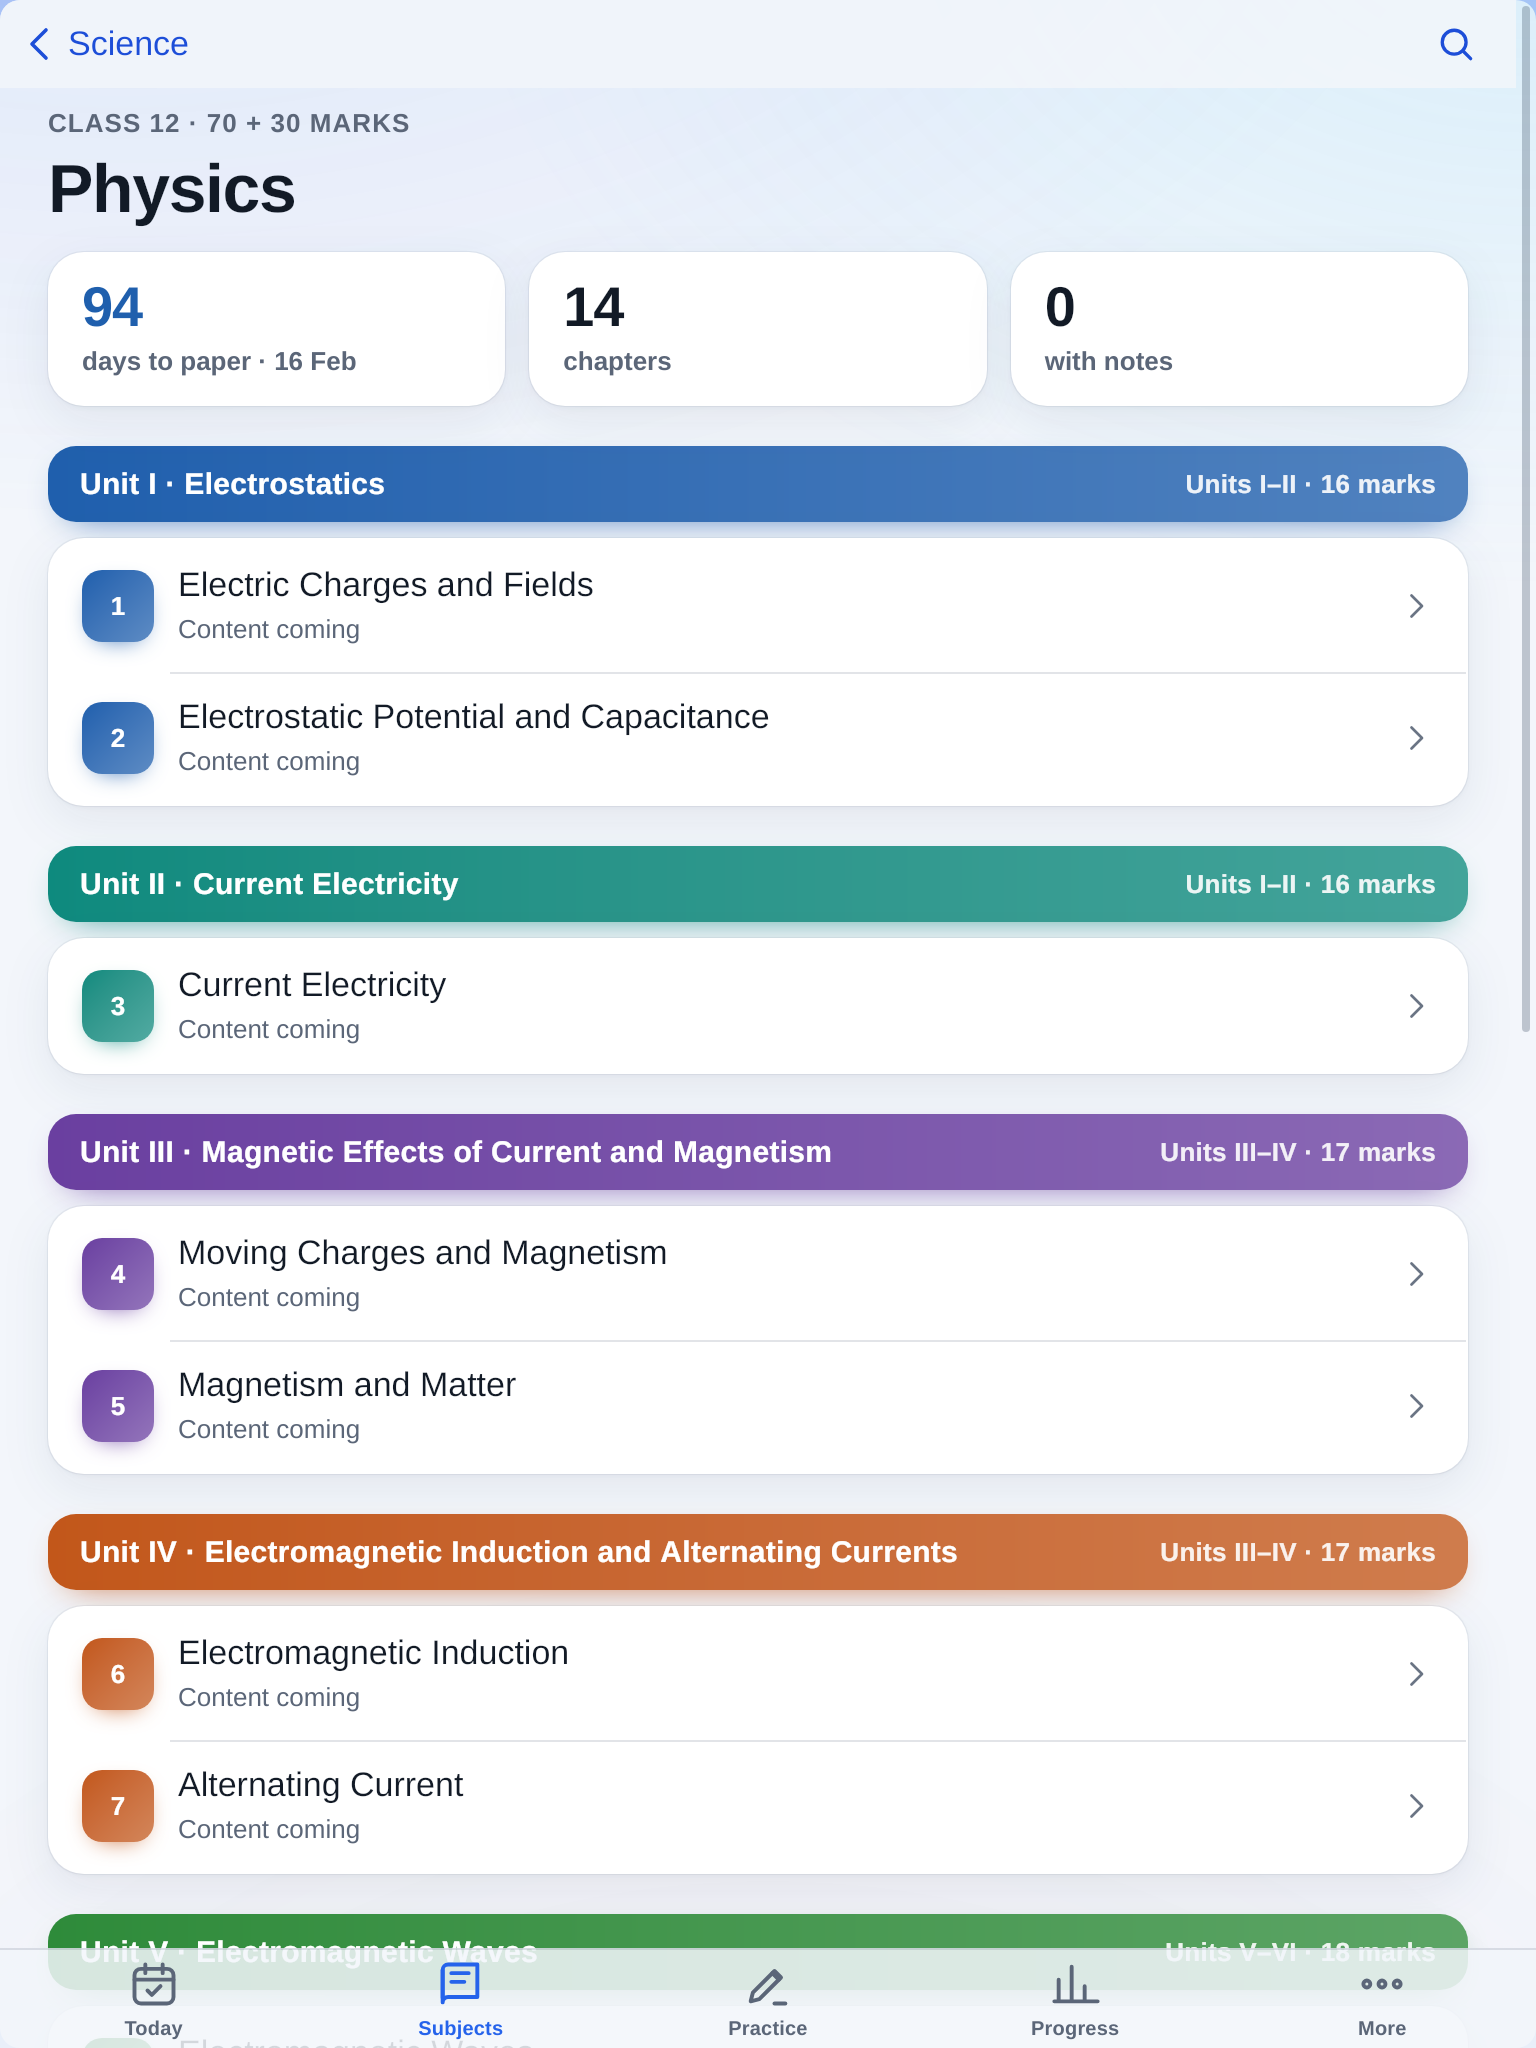 Science
CLASS 12 · 70 + 30 MARKS
Physics
94
days to paper · 16 Feb
14
chapters
0
with notes
Unit I · Electrostatics
Units I–II · 16 marks
1
Electric Charges and Fields
Content coming
2
Electrostatic Potential and Capacitance
Content coming
Unit II · Current Electricity
Units I–II · 16 marks
3
Current Electricity
Content coming
Unit III · Magnetic Effects of Current and Magnetism
Units III–IV · 17 marks
4
Moving Charges and Magnetism
Content coming
5
Magnetism and Matter
Content coming
Unit IV · Electromagnetic Induction and Alternating Currents
Units III–IV · 17 marks
6
Electromagnetic Induction
Content coming
7
Alternating Current
Content coming
Unit V · Electromagnetic Waves
Units V–VI · 18 marks
Electromagnetic Waves
Today
Subjects
Practice
Progress
More